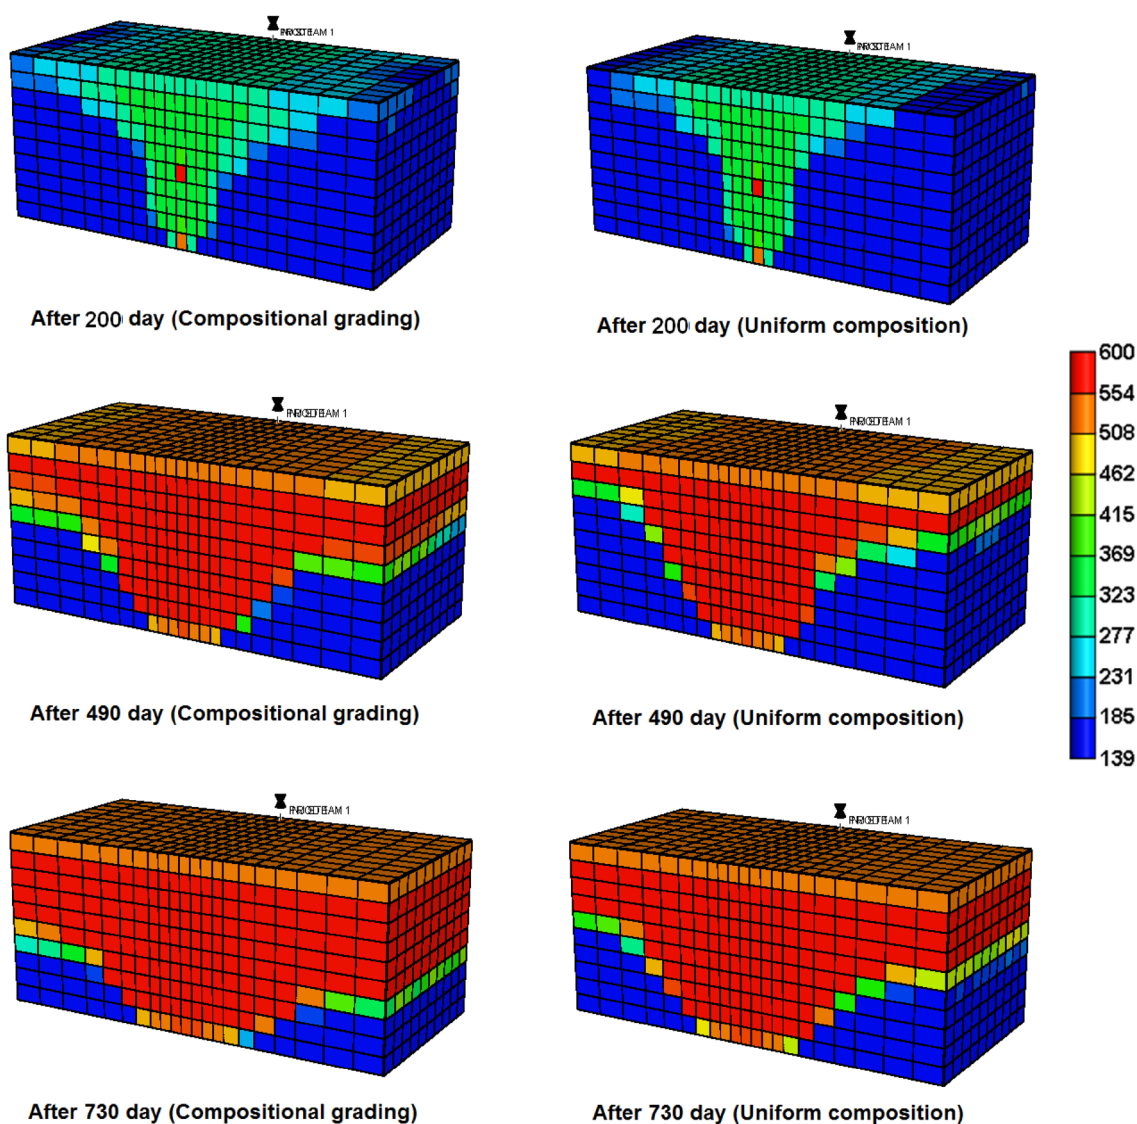 After 200 day (Compositional grading)
After 200 day (Uniform composition)
600
554
508
462
415
369
323
277
231
185
139
After 490 day (Compositional grading)
After 490 day (Uniform composition)
After 730 day (Compositional grading)
After 730 day (Uniform composition)